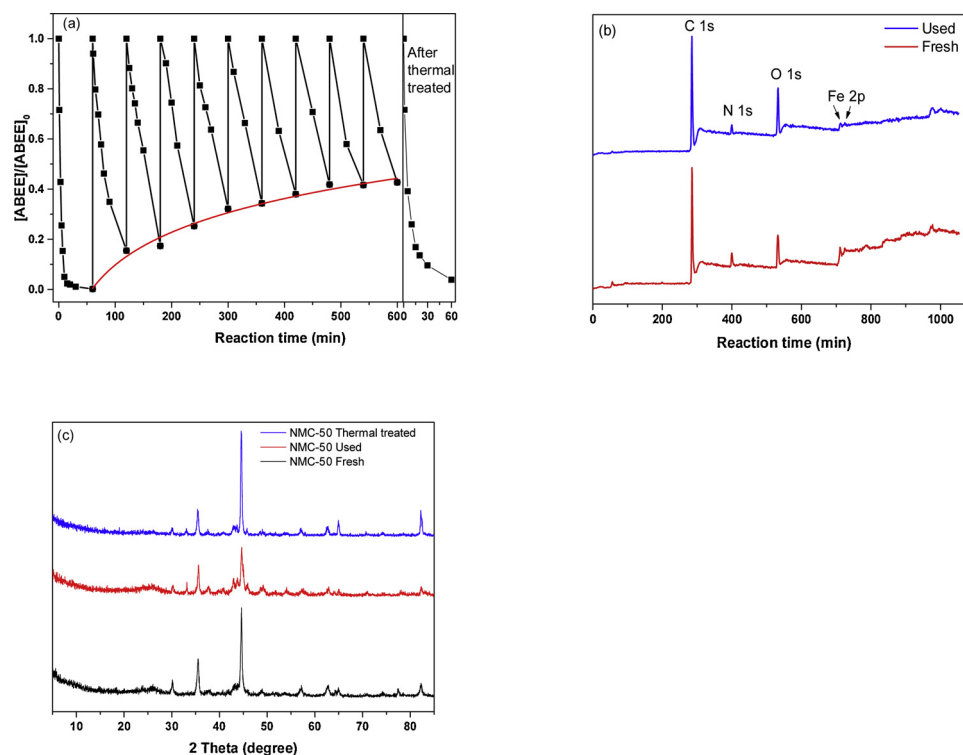 (a)
After
thermal
treated
[ABEE]/[ABEE]₀
1.0
0.8
0.6
0.4
0.2
0.0
0 100 200 300 400 500 600 30 60
Reaction time (min)
(b)
C 1s
Used
Fresh
O 1s
N 1s
Fe 2p
0 200 400 600 800 1000
Reaction time (min)
(c)
NMC-50 Thermal treated
NMC-50 Used
NMC-50 Fresh
10 20 30 40 50 60 70 80
2 Theta (degree)